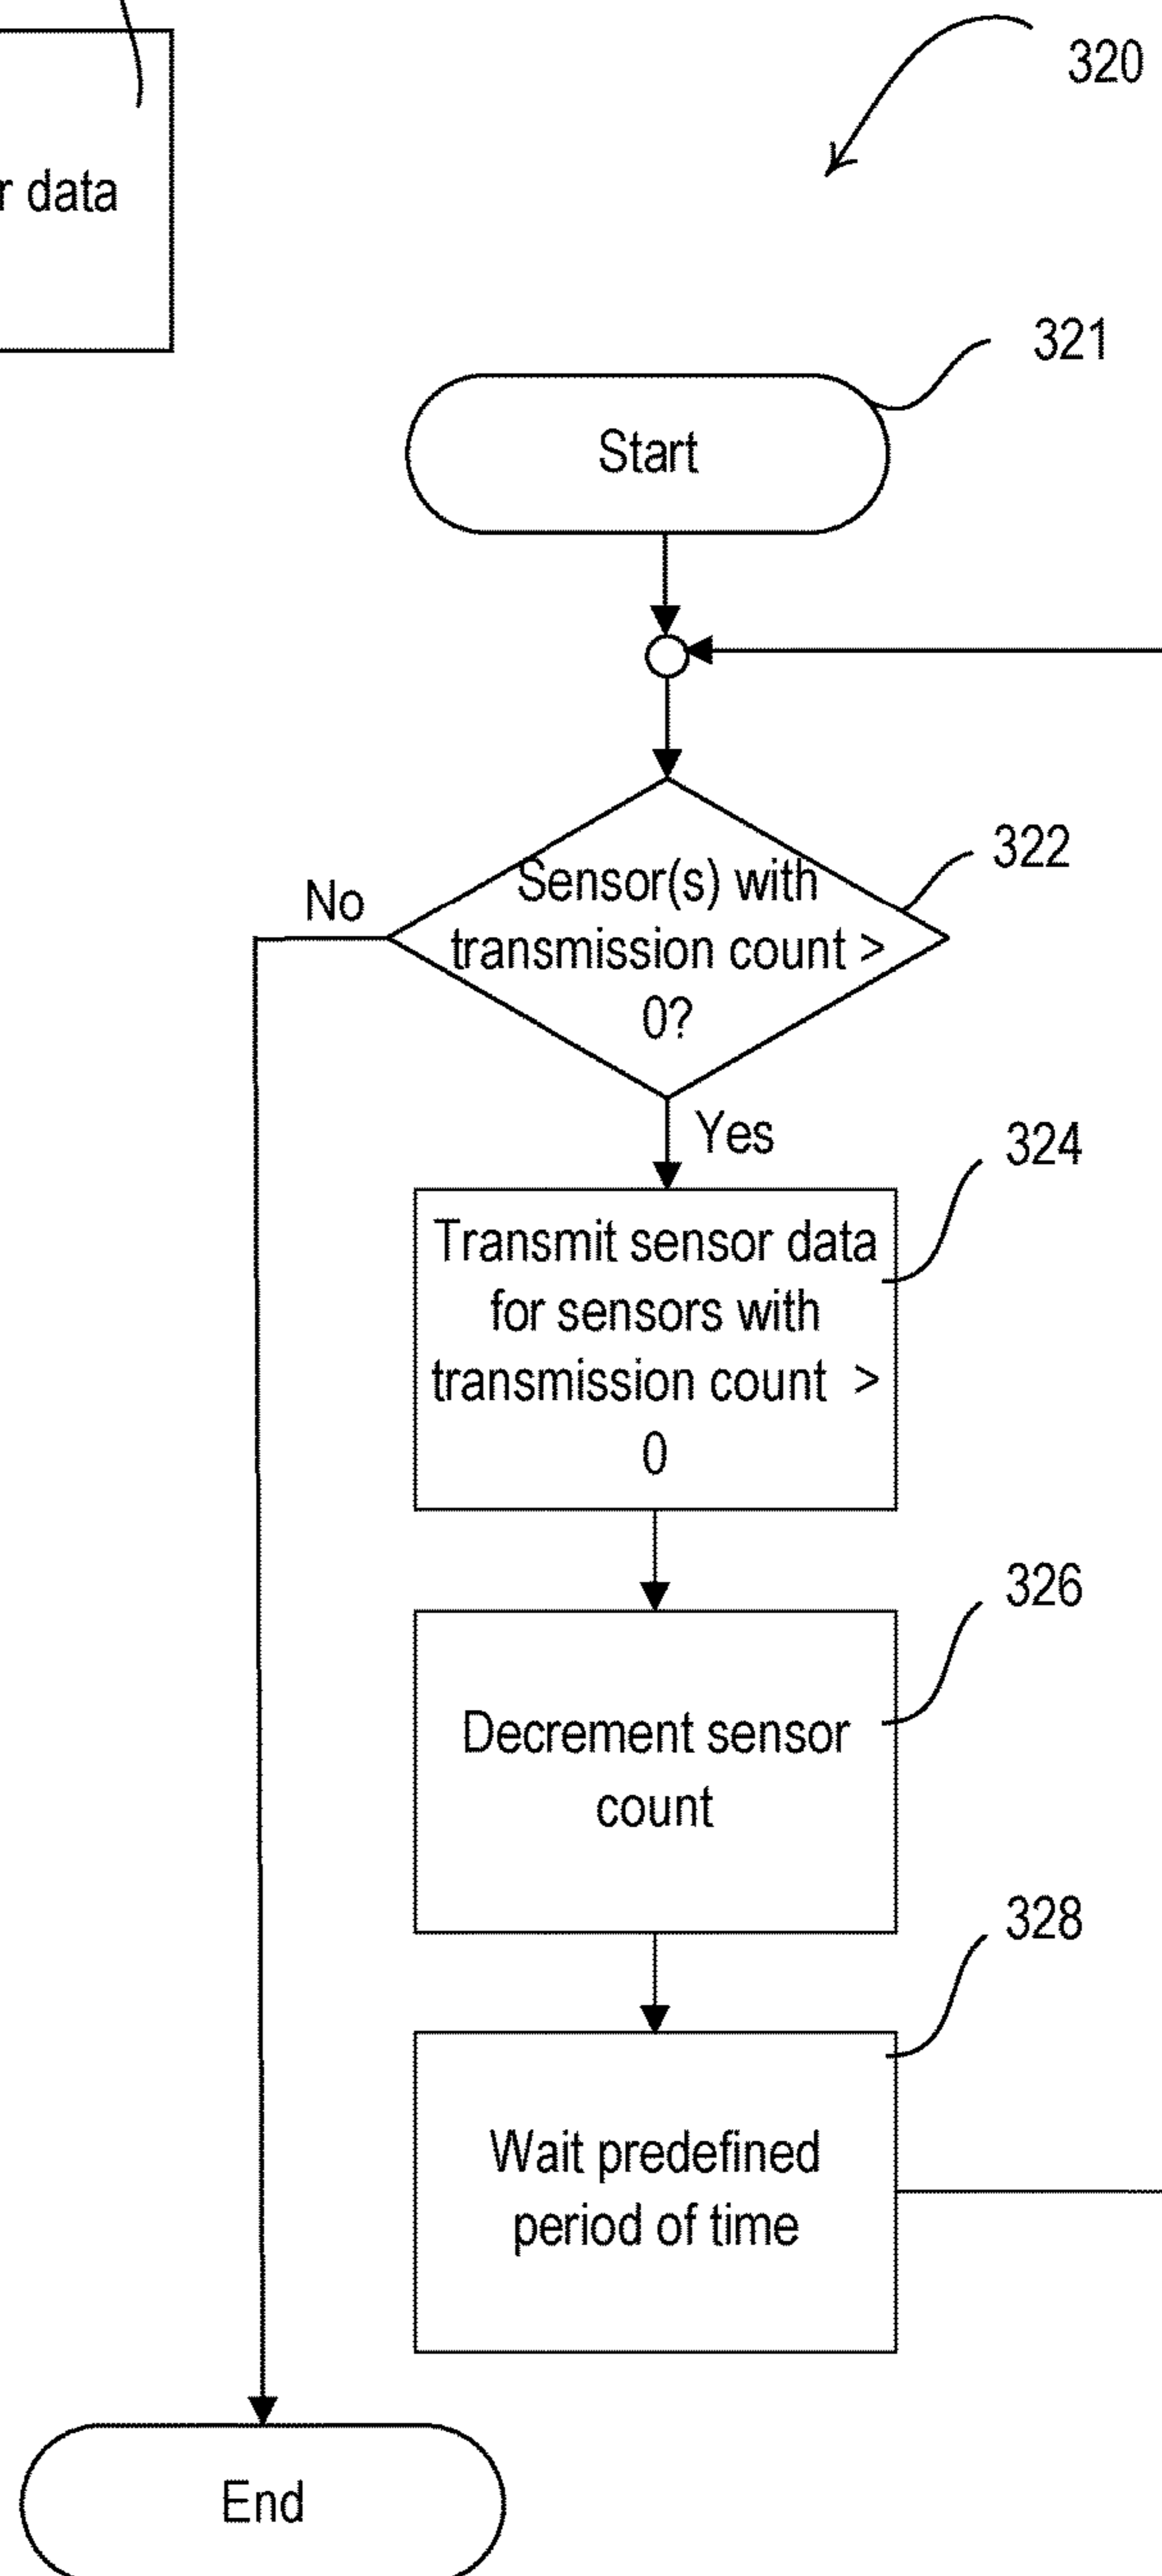 320
r data
321
Start
322
No
Sensor(s) with
transmission count >
0?
Yes
324
Transmit sensor data
for sensors with
transmission count >
0
326
Decrement sensor
count
328
Wait predefined
period of time
End